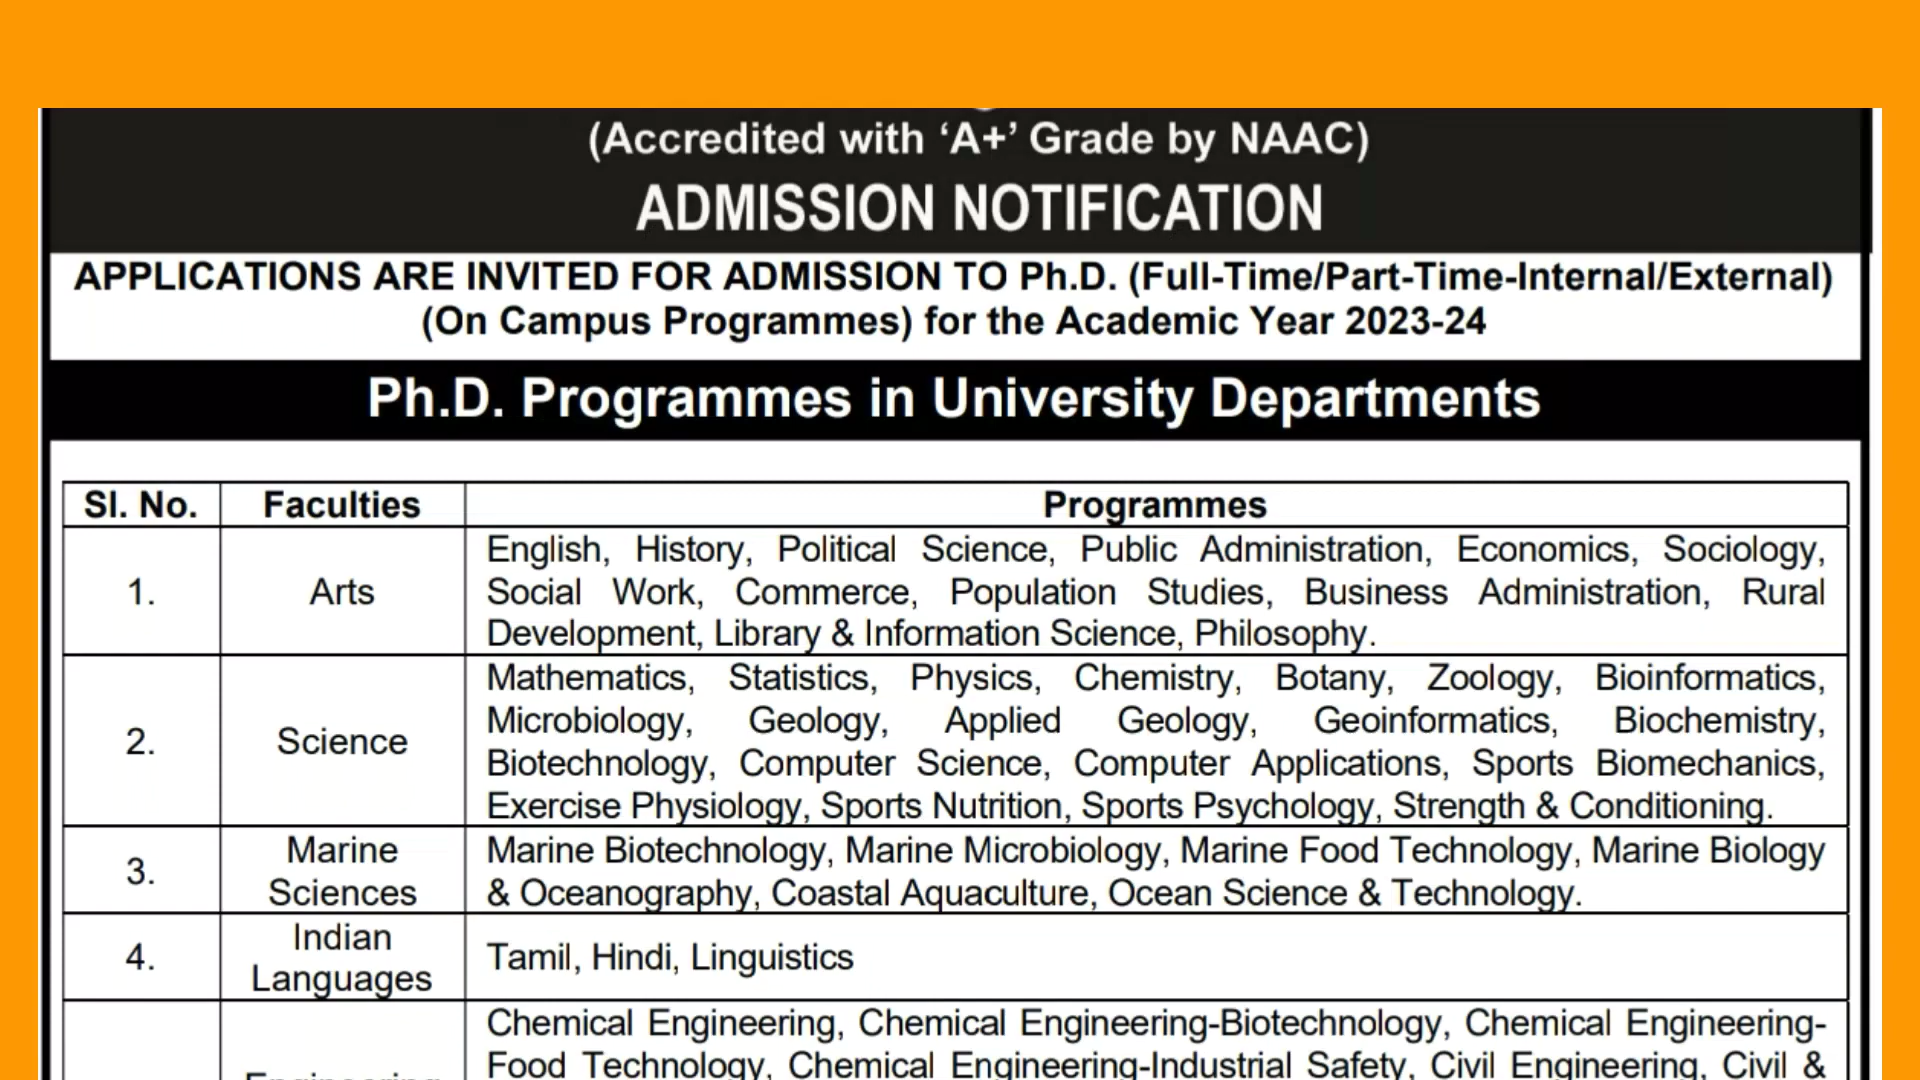 (Accredited with ‘A+’ Grade by NAAC)
ADMISSION NOTIFICATION
APPLICATIONS ARE INVITED FOR ADMISSION TO Ph.D. (Full-Time/Part-Time-Internal/External)
(On Campus Programmes) for the Academic Year 2023-24
Ph.D. Programmes in University Departments
Sl. No. Faculties Programmes
1. Arts
English, History, Political Science, Public Administration, Economics, Sociology,
Social Work, Commerce, Population Studies, Business Administration, Rural
Development, Library & Information Science, Philosophy.
2. Science
Mathematics, Statistics, Physics, Chemistry, Botany, Zoology, Bioinformatics,
Microbiology, Geology, Applied Geology, Geoinformatics, Biochemistry,
Biotechnology, Computer Science, Computer Applications, Sports Biomechanics,
Exercise Physiology, Sports Nutrition, Sports Psychology, Strength & Conditioning.
3. Marine
Sciences
Marine Biotechnology, Marine Microbiology, Marine Food Technology, Marine Biology
& Oceanography, Coastal Aquaculture, Ocean Science & Technology.
4. Indian
Languages
Tamil, Hindi, Linguistics
Engineering
Chemical Engineering, Chemical Engineering-Biotechnology, Chemical Engineering-
Food Technology, Chemical Engineering-Industrial Safety, Civil Engineering, Civil &